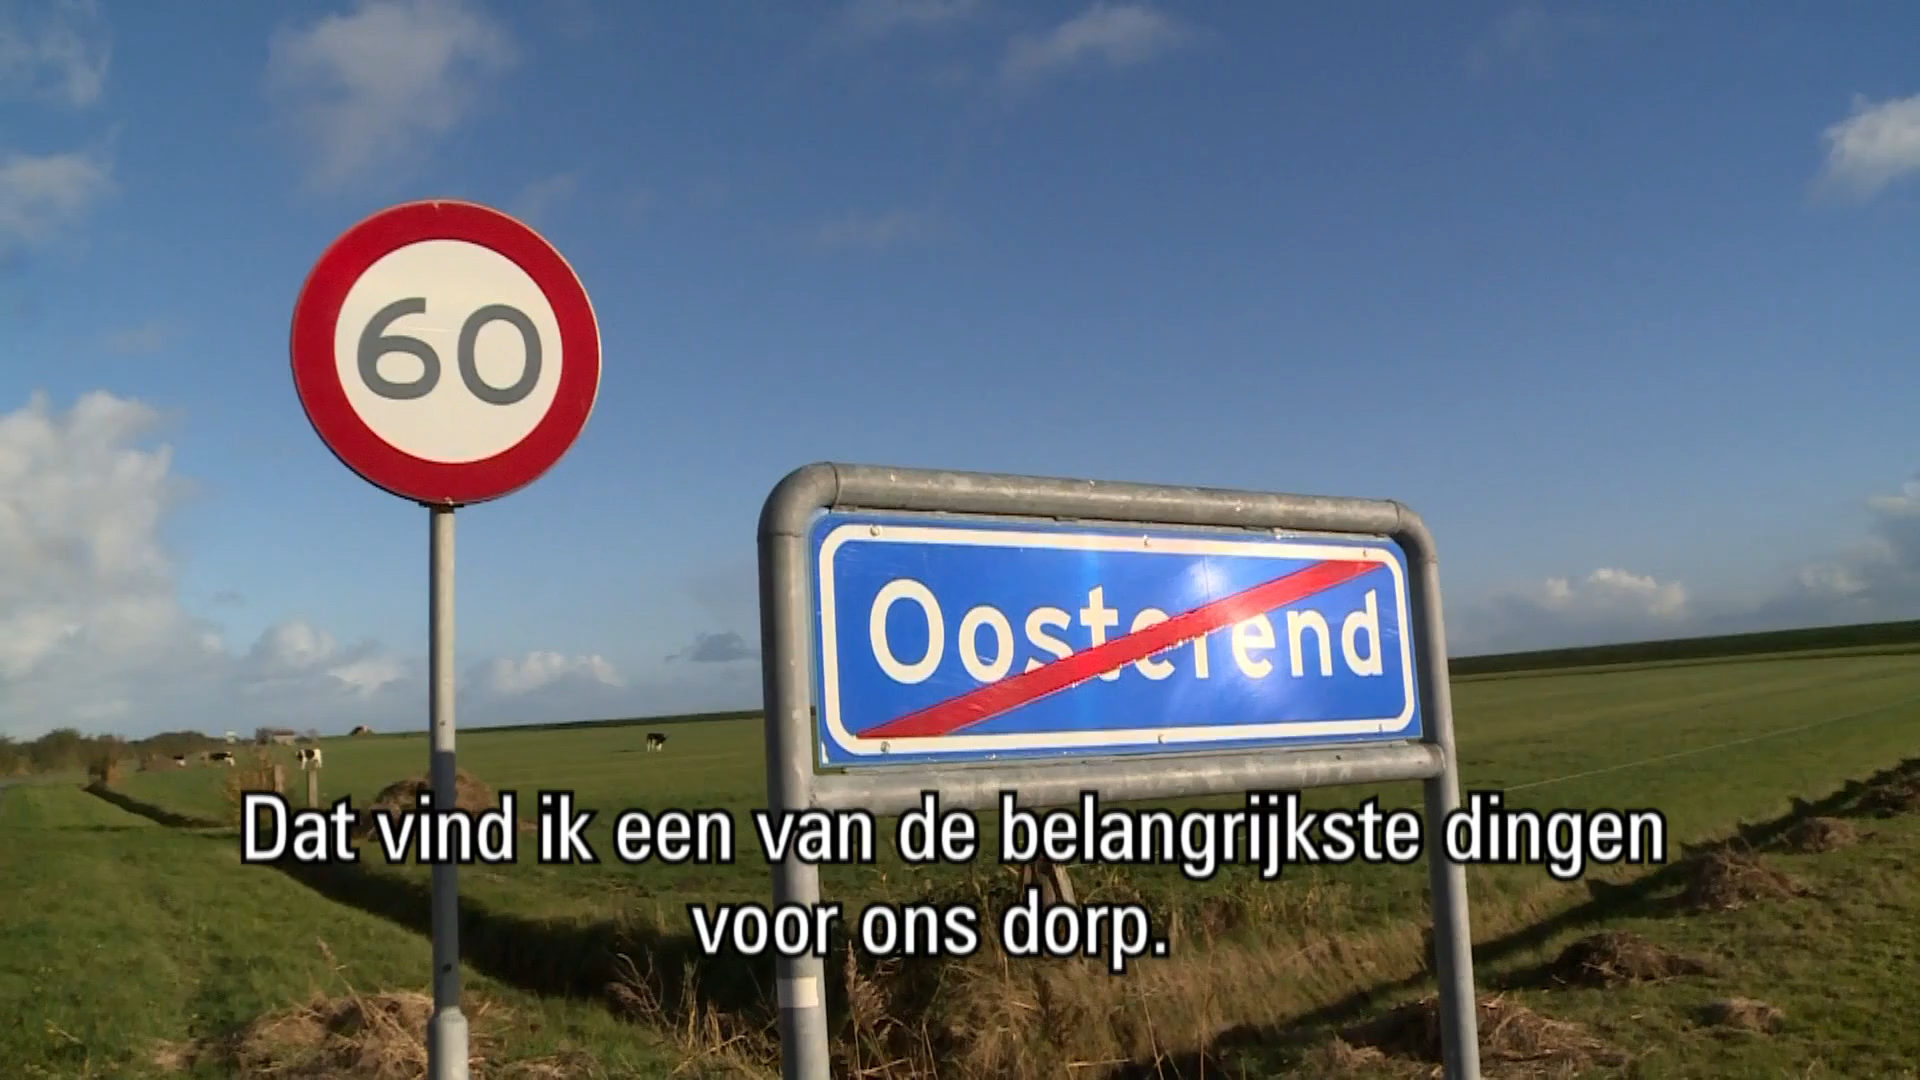 60
Oosterend
Dat vind ik een van de belangrijkste dingen
voor ons dorp.